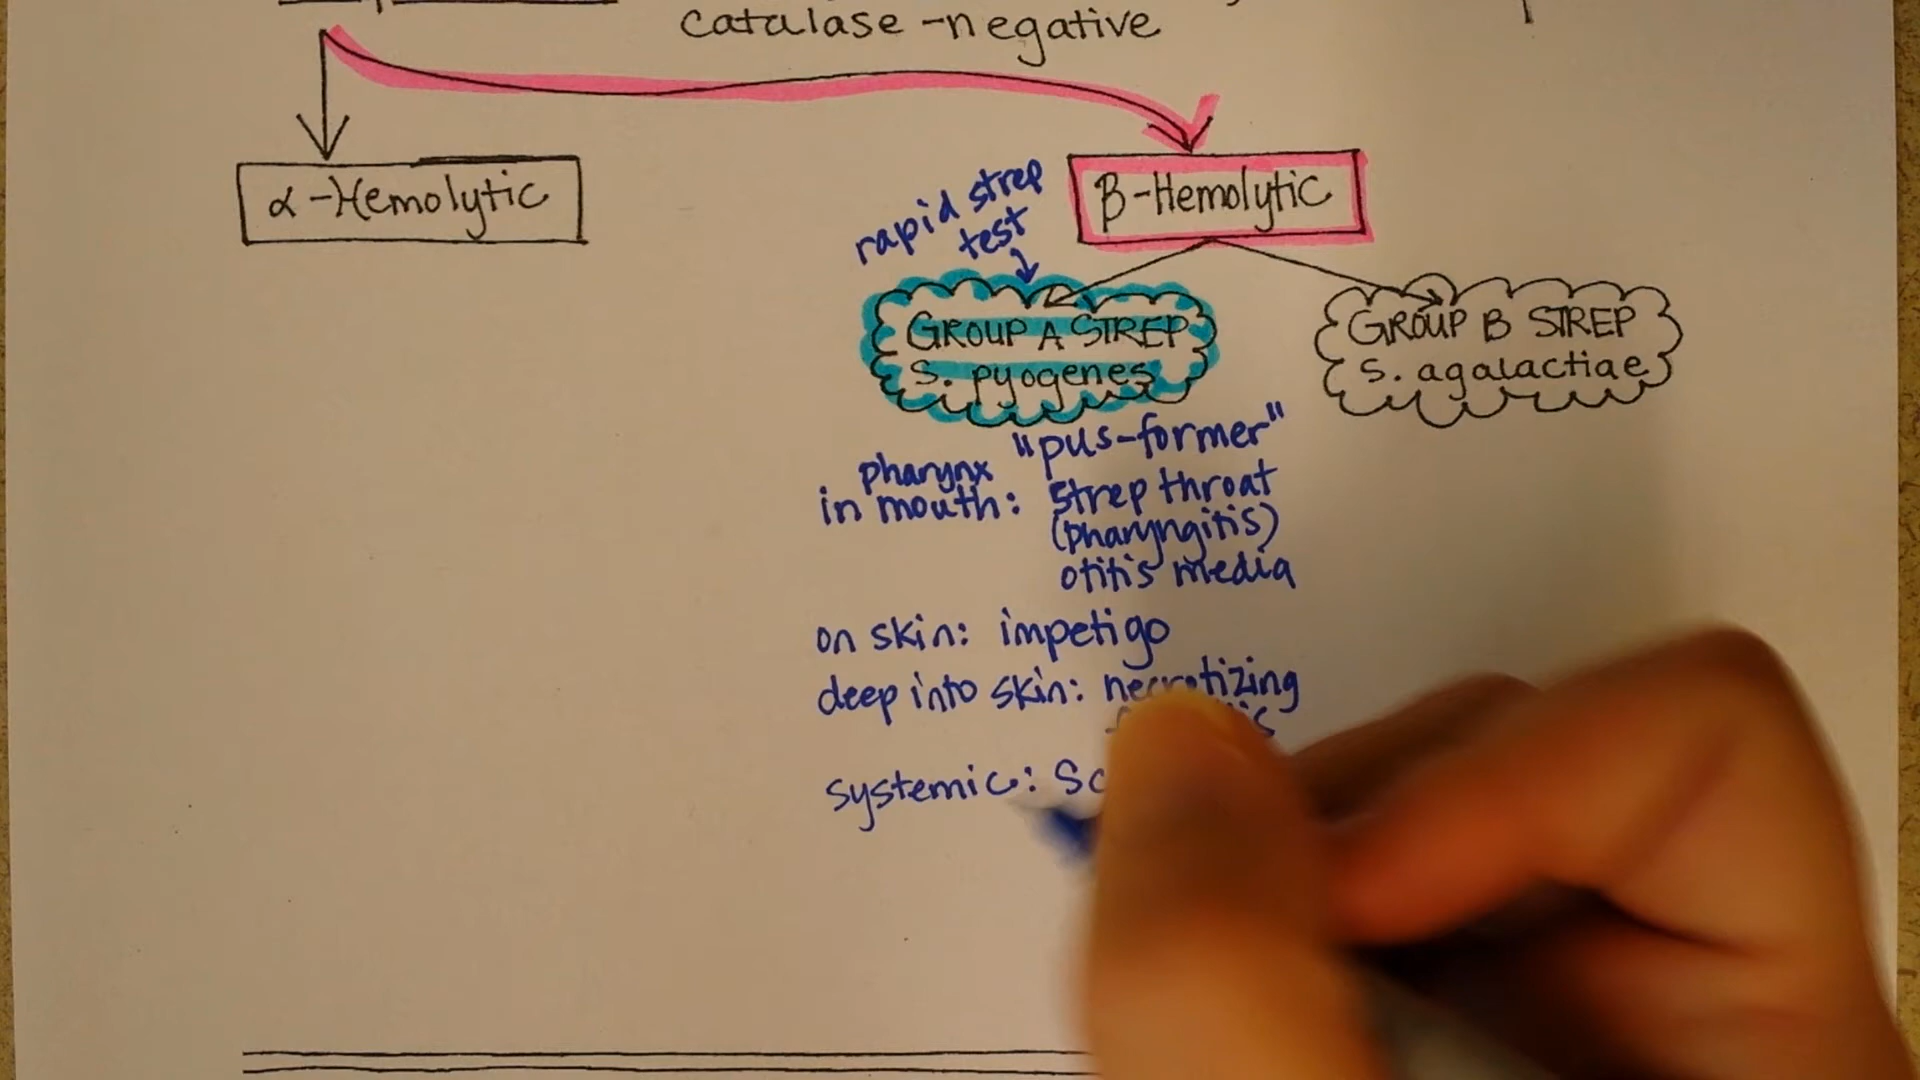 catalase-negative
α-Hemolytic
β-Hemolytic
rapid strep
test
GROUP A STREP
S. pyogenes
GROUP B STREP
S. agalactiae
"pus-former"
pharynx
in mouth: strep throat
(pharyngitis)
otitis media
on skin: impetigo
deep into skin: necrotizing
systemic: